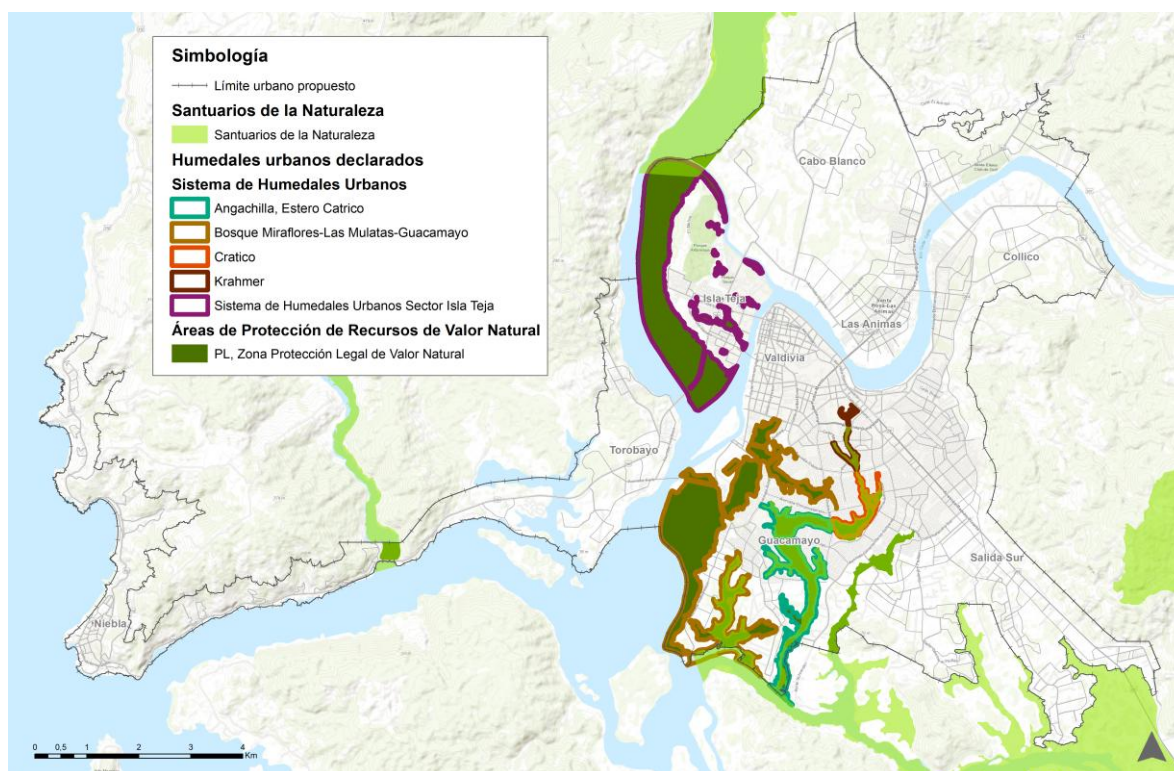 Simbología
Límite urbano propuesto
Santuarios de la Naturaleza
Santuarios de la Naturaleza
Humedales urbanos declarados
Sistema de Humedales Urbanos
Angachilla, Estero Catrico
Bosque Miraflores-Las Mulatas-Guacamayo
Cratico
Krahmer
Sistema de Humedales Urbanos Sector Isla Teja
Áreas de Protección de Recursos de Valor Natural
PL, Zona Protección Legal de Valor Natural
Cabo Blanco
Collico
Isla Teja
Las Animas
Valdivia
Torobayo
Guacamayo
Salida Sur
Niebla
0 0,5 1 2 3 4
Km